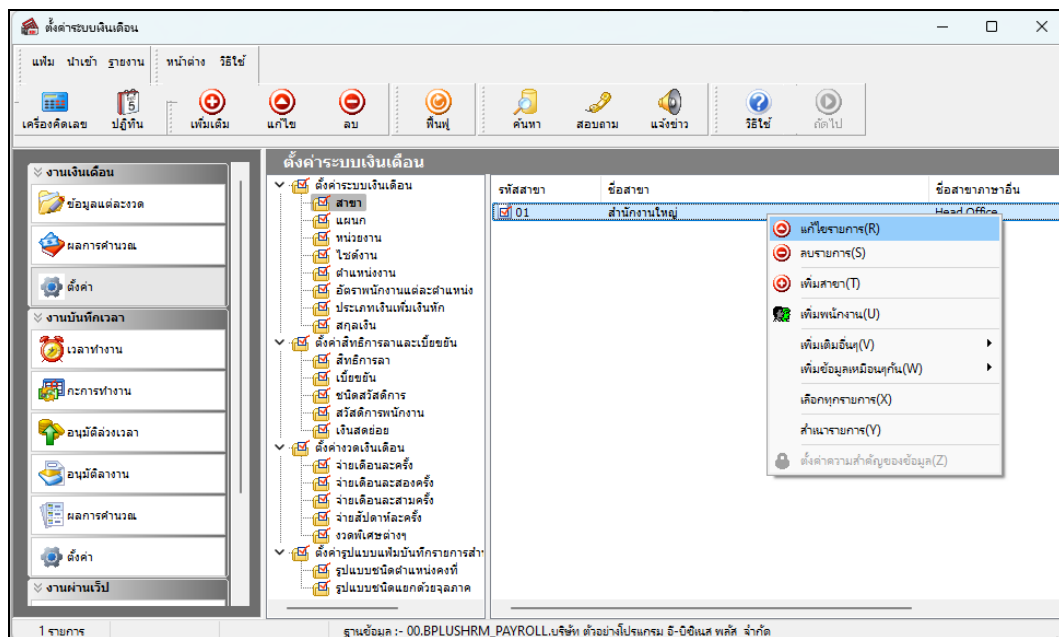 ตั้งค่าระบบเงินเดือน
แฟ้ม นำเข้า ฐายงาน หน้าต่าง วิธีใช้
เครื่องคิดเลข ปฏิทิน เพิ่มเติม แก้ไข ลบ ฟื้นฟู ค้นหา สอบถาม แจ้งข่าว วิธีใช้ ถัดไป
งานเงินเดือน
ข้อมูลแต่ละงวด
ผลการคำนวณ
ตั้งค่า
งานบันทึกเวลา
เวลาทำงาน
กะการทำงาน
อนุมัติล่วงเวลา
อนุมัติลางาน
ผลการคำนวณ
ตั้งค่า
งานผ่านเว็ป
ตั้งค่าระบบเงินเดือน
ตั้งค่าระบบเงินเดือน
สาขา
แผนก
หน่วยงาน
ไซด์งาน
ตำแหน่งงาน
อัตราพนักงานแต่ละตำแหน่ง
ประเภทเงินเพิ่มเงินหัก
สกุลเงิน
ตั้งค่าสิทธิการลาและเบี้ยขยัน
สิทธิการลา
เบี้ยขยัน
ชนิดสวัสดิการ
สวัสดิการพนักงาน
เงินสดย่อย
ตั้งค่างวดเงินเดือน
จ่ายเดือนละครั้ง
จ่ายเดือนละสองครั้ง
จ่ายเดือนละสามครั้ง
จ่ายสัปดาห์ละครั้ง
งวดพิเศษต่างๆ
ตั้งค่ารูปแบบแฟ้มบันทึกรายการสำ
รูปแบบชนิดตำแหน่งคงที่
รูปแบบชนิดแยกด้วยจุลภาค
รหัสสาขา ชื่อสาขา ชื่อสาขาภาษาอื่น
01 สำนักงานใหญ่ Head Office
แก้ไขรายการ(R)
ลบรายการ(S)
เพิ่มสาขา(T)
เพิ่มพนักงาน(U)
เพิ่มเติมอื่นๆ(V)
เพิ่มข้อมูลเหมือนๆกัน(W)
เลือกทุกรายการ(X)
สำเนารายการ(Y)
ตั้งค่าความสำคัญของข้อมูล(Z)
1 รายการ ฐานข้อมูล :- 00.BPLUSHRM_PAYROLL.บริษัท ตัวอย่างโปรแกรม อี-บิซิเนส พลัส จำกัด